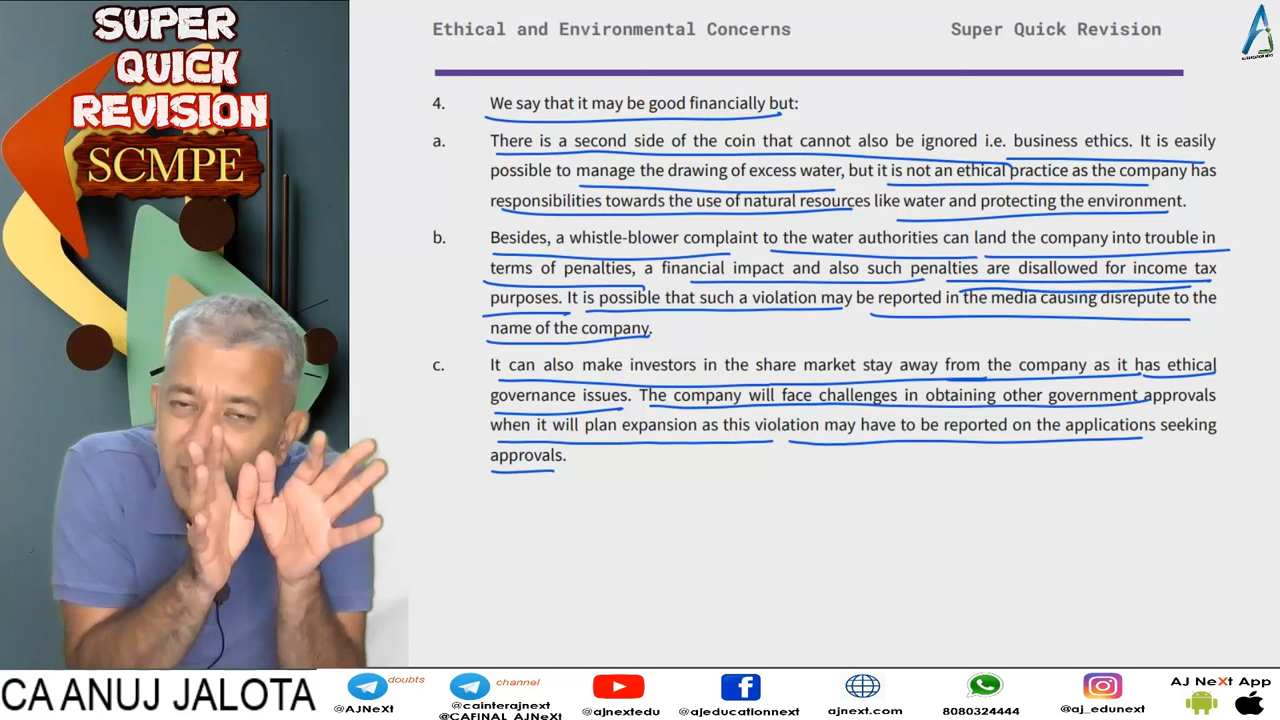 SUPER
QUICK
REVISION
SCMPE
Ethical and Environmental Concerns
Super Quick Revision
4. We say that it may be good financially but:
a. There is a second side of the coin that cannot also be ignored i.e. business ethics. It is easily
possible to manage the drawing of excess water, but it is not an ethical practice as the company has
responsibilities towards the use of natural resources like water and protecting the environment.
b. Besides, a whistle-blower complaint to the water authorities can land the company into trouble in
terms of penalties, a financial impact and also such penalties are disallowed for income tax
purposes. It is possible that such a violation may be reported in the media causing disrepute to the
name of the company.
c. It can also make investors in the share market stay away from the company as it has ethical
governance issues. The company will face challenges in obtaining other government approvals
when it will plan expansion as this violation may have to be reported on the applications seeking
approvals.
CA ANUJ JALOTA
doubts
@AJNeXt
channel
@cainterajnext
@CAFINAL_AJNeXt
@ajnextedu
@ajeducationnext
ajnext.com
8080324444
@aj_edunext
AJ NeXt App